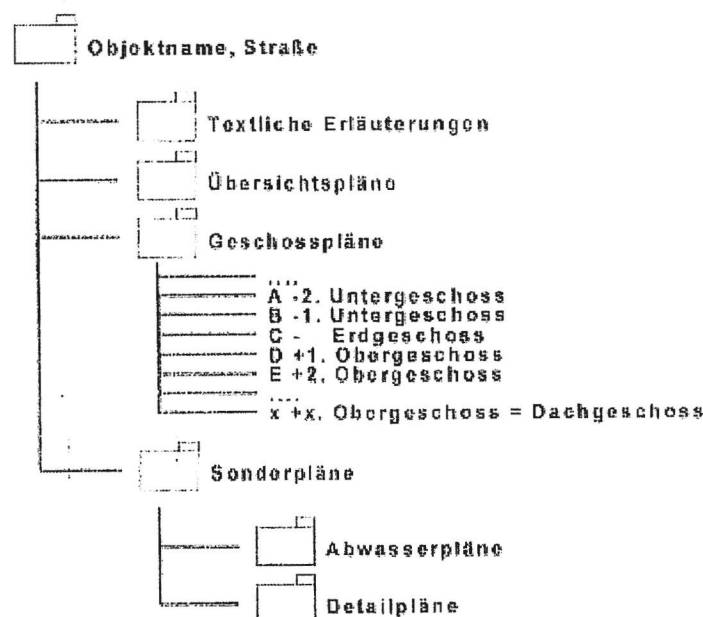 Objektname, Straße
Textliche Erläuterungen
Übersichtspläne
Geschosspläne
....
A -2. Untergeschoss
B -1. Untergeschoss
C - Erdgeschoss
D +1. Obergeschoss
E +2. Obergeschoss
....
x +x. Obergeschoss = Dachgeschoss
Sonderpläne
Abwasserpläne
Detailpläne